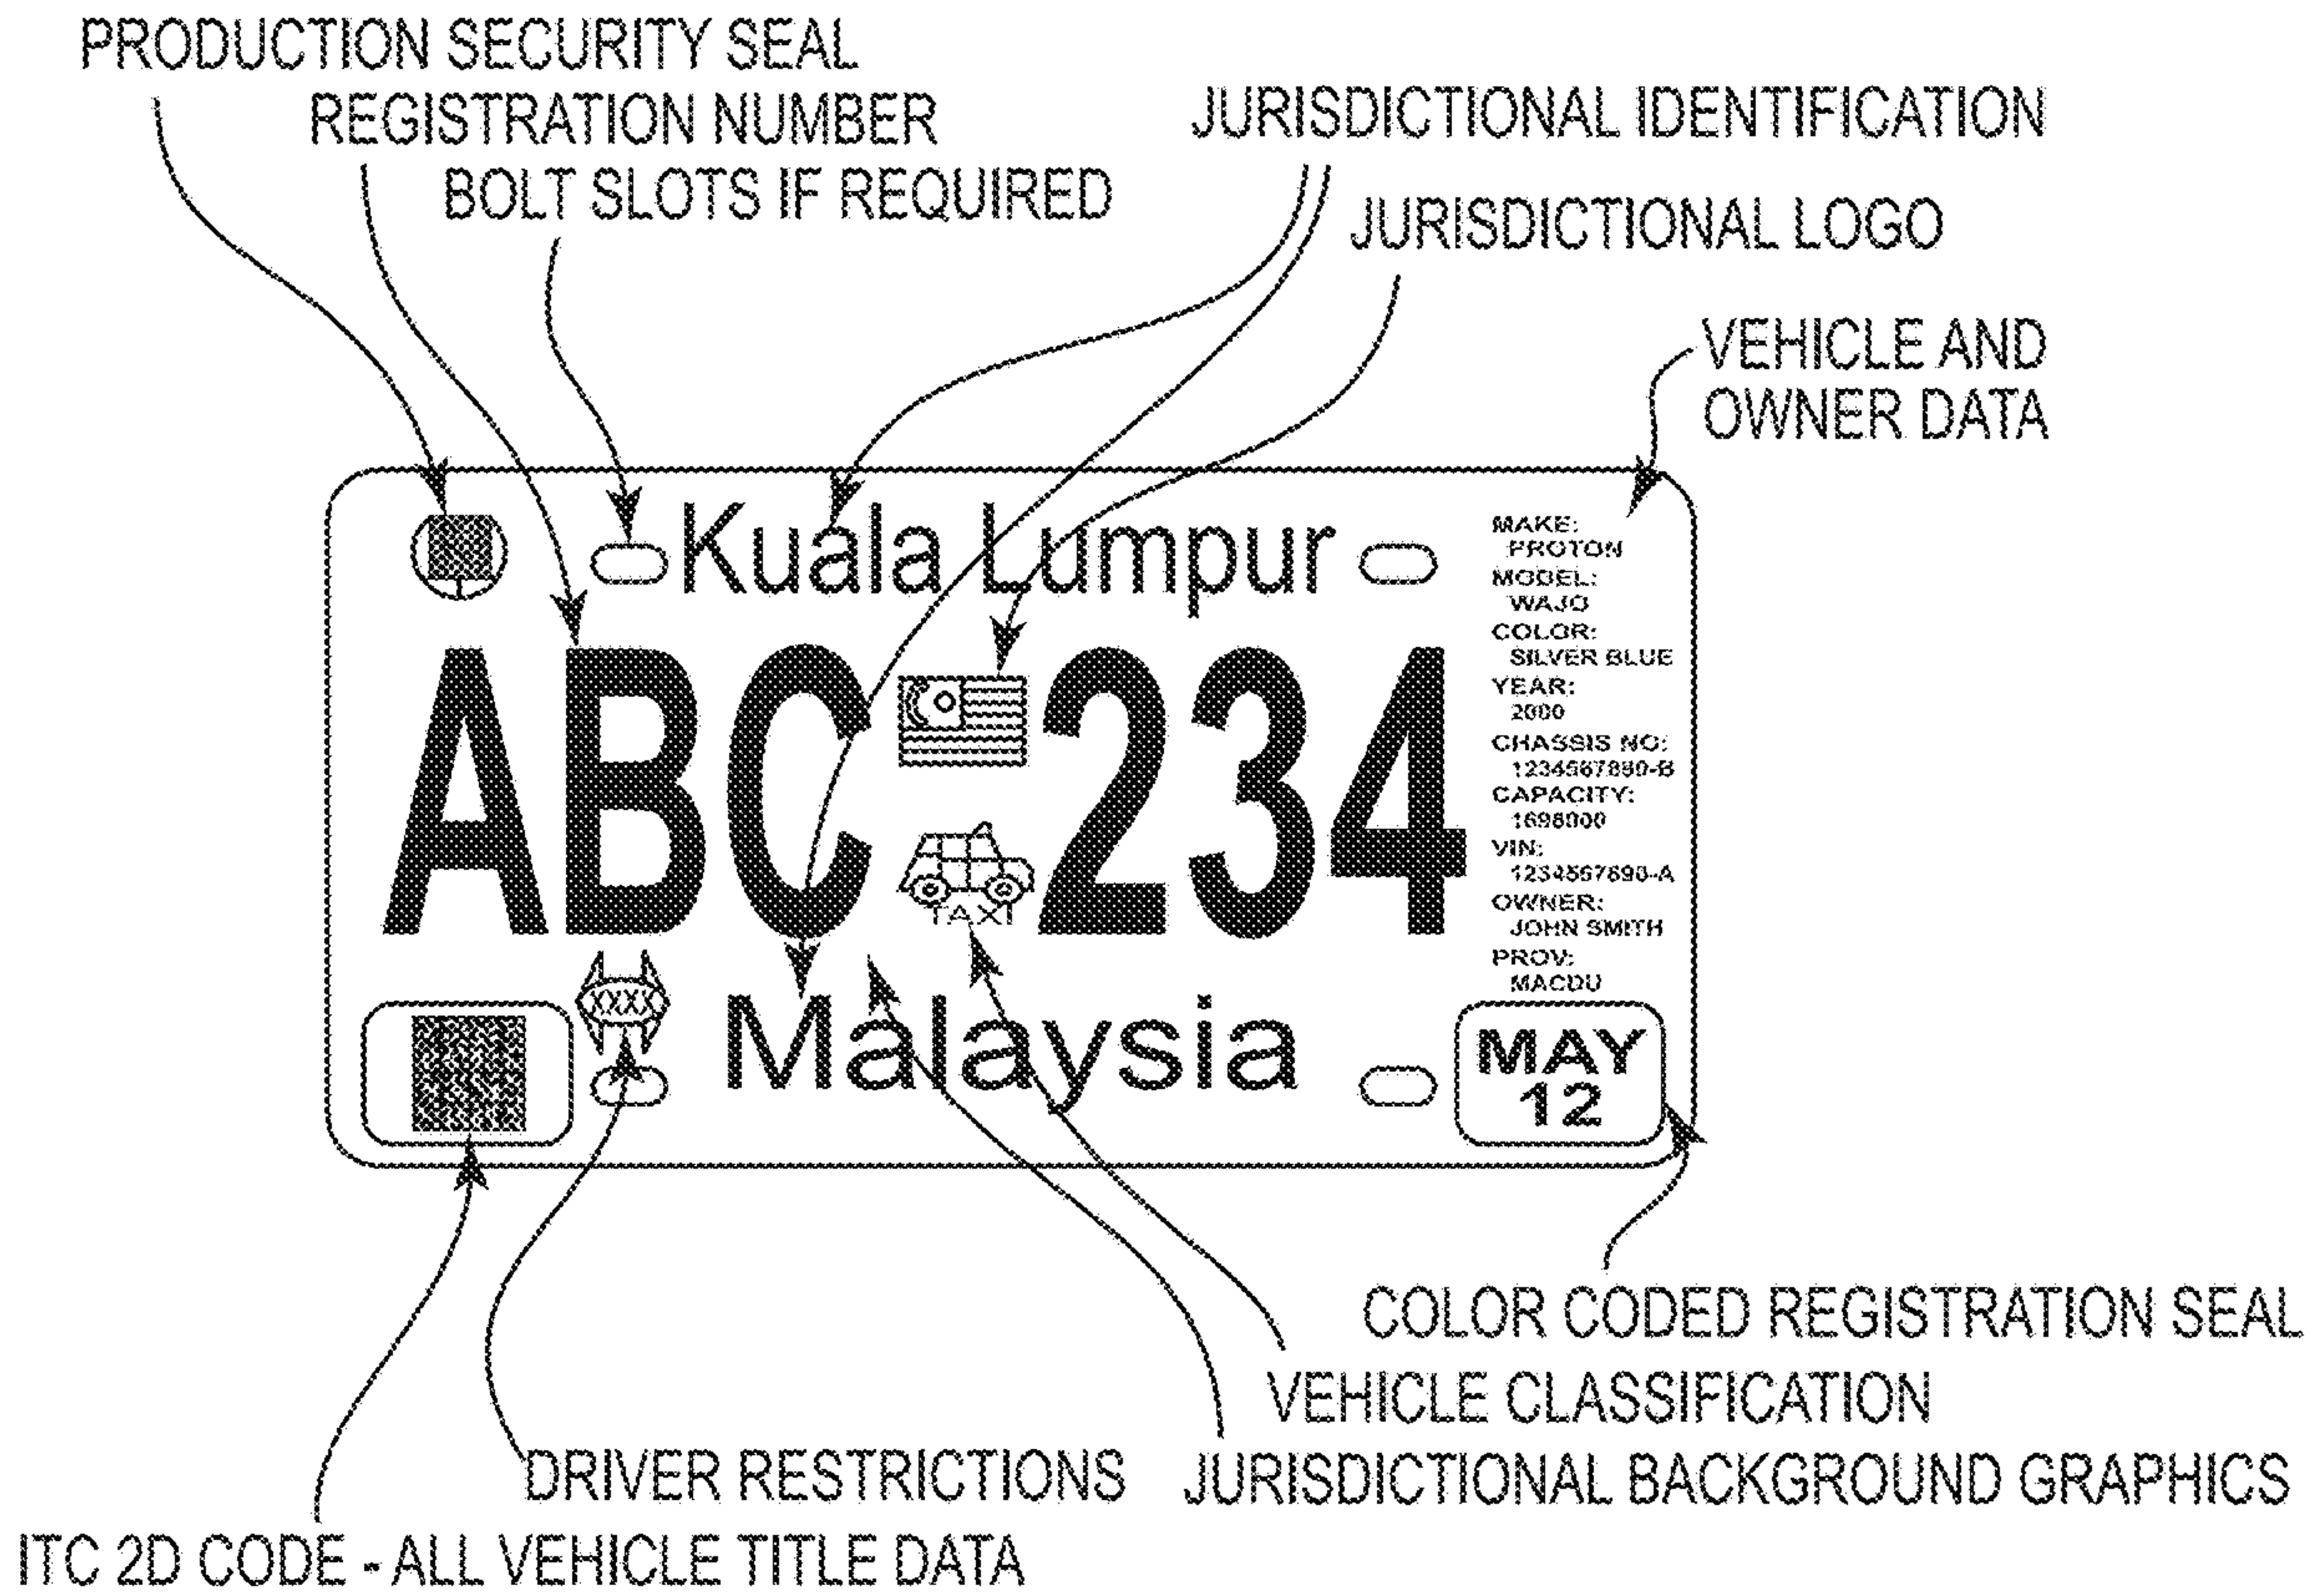 PRODUCTION SECURITY SEAL
REGISTRATION NUMBER
BOLT SLOTS IF REQUIRED
JURISDICTIONAL IDENTIFICATION
JURISDICTIONAL LOGO
VEHICLE AND
OWNER DATA
Kuala Lumpur
ABC 234
TAXI
XXXX
Malaysia
MAKE:
PROTON
MODEL:
WAJO
COLOR:
SILVER BLUE
YEAR:
2000
CHASSIS NO:
1234567890-B
CAPACITY:
1698000
VIN:
1234567890-A
OWNER:
JOHN SMITH
PROV:
MACDU
MAY
12
COLOR CODED REGISTRATION SEAL
VEHICLE CLASSIFICATION
DRIVER RESTRICTIONS
JURISDICTIONAL BACKGROUND GRAPHICS
ITC 2D CODE - ALL VEHICLE TITLE DATA